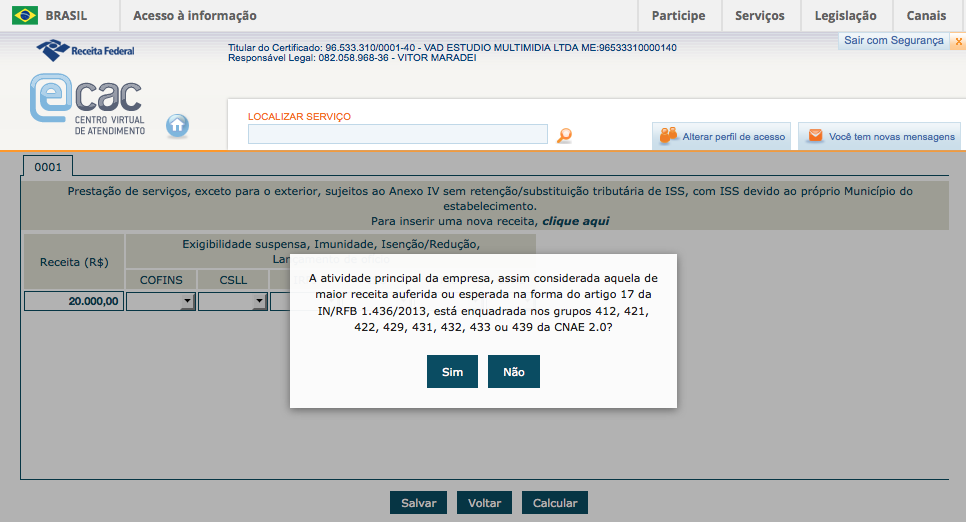 BRASIL
Acesso à informação
Participe
Serviços
Legislação
Canais
Receita Federal
Titular do Certificado: 96.533.310/0001-40 - VAD ESTUDIO MULTIMIDIA LTDA ME:96533310000140
Responsável Legal: 082.058.968-36 - VITOR MARADEI
Sair com Segurança x
ecac
CENTRO VIRTUAL
DE ATENDIMENTO
LOCALIZAR SERVIÇO
Alterar perfil de acesso
Você tem novas mensagens
0001
Prestação de serviços, exceto para o exterior, sujeitos ao Anexo IV sem retenção/substituição tributária de ISS, com ISS devido ao próprio Município do
estabelecimento.
Para inserir uma nova receita, clique aqui
Receita (R$)
Exigibilidade suspensa, Imunidade, Isenção/Redução,
COFINS
CSLL
20.000,00
A atividade principal da empresa, assim considerada aquela de
maior receita auferida ou esperada na forma do artigo 17 da
IN/RFB 1.436/2013, está enquadrada nos grupos 412, 421,
422, 429, 431, 432, 433 ou 439 da CNAE 2.0?
Sim
Não
Salvar
Voltar
Calcular